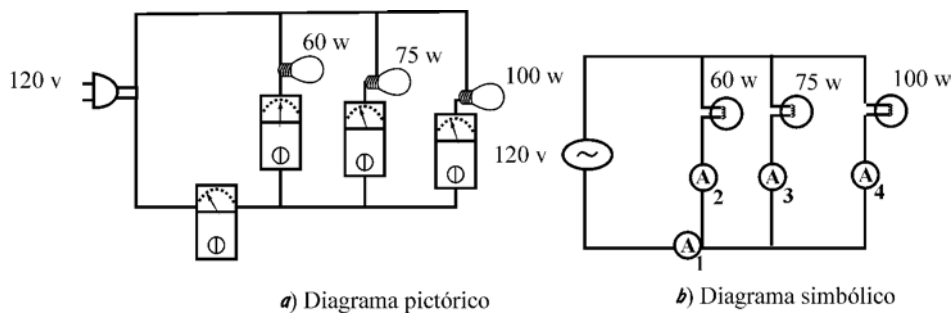 60 w
75 w
100 w
120 v
a) Diagrama pictórico
60 w
75 w
100 w
120 v
A
2
A
3
A
4
A
1
b) Diagrama simbólico